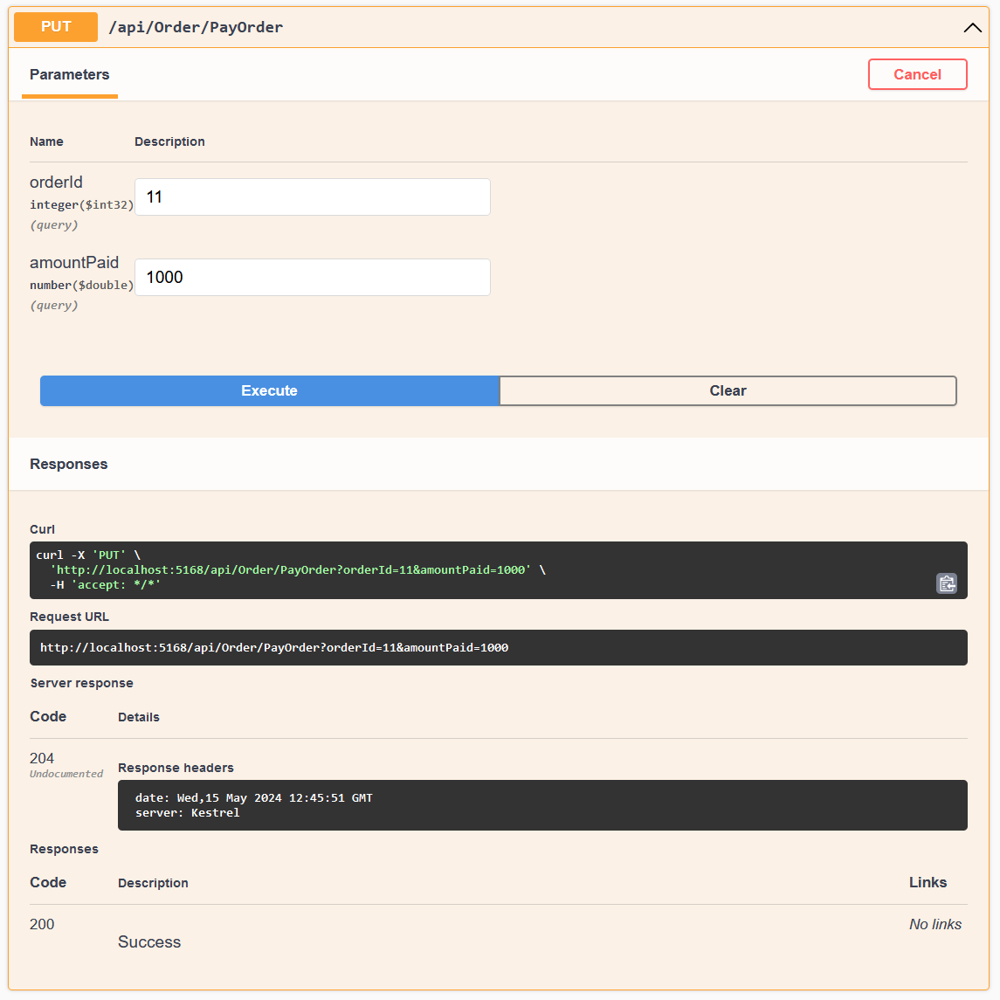 PUT /api/Order/PayOrder
Parameters
Cancel
Name Description
orderId
integer($int32)
(query)
11
amountPaid
number($double)
(query)
1000
Execute
Clear
Responses
Curl
curl -X 'PUT' \
'http://localhost:5168/api/Order/PayOrder?orderId=11&amountPaid=1000' \
-H 'accept: */*'
Request URL
http://localhost:5168/api/Order/PayOrder?orderId=11&amountPaid=1000
Server response
Code Details
204
Undocumented
Response headers
date: Wed,15 May 2024 12:45:51 GMT
server: Kestrel
Responses
Code Description Links
200
Success
No links